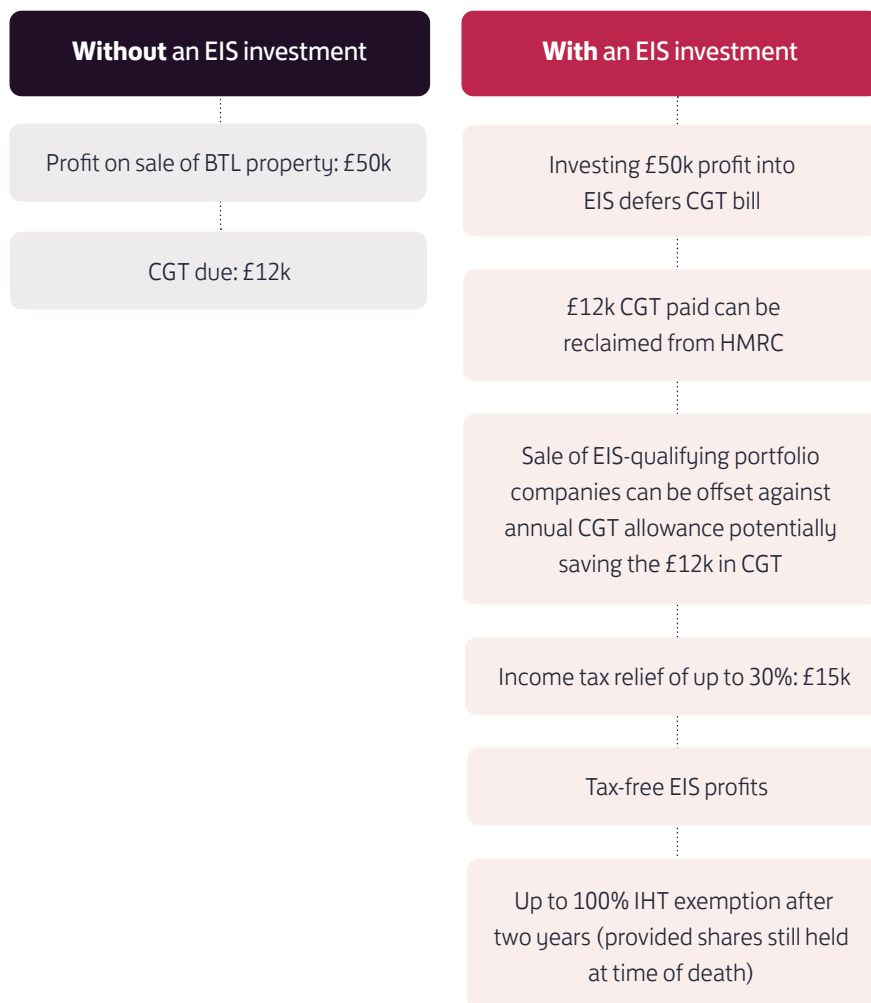 Without an EIS investment
Profit on sale of BTL property: £50k
CGT due: £12k
With an EIS investment
Investing £50k profit into
EIS defers CGT bill
£12k CGT paid can be
reclaimed from HMRC
Sale of EIS-qualifying portfolio
companies can be offset against
annual CGT allowance potentially
saving the £12k in CGT
Income tax relief of up to 30%: £15k
Tax-free EIS profits
Up to 100% IHT exemption after
two years (provided shares still held
at time of death)